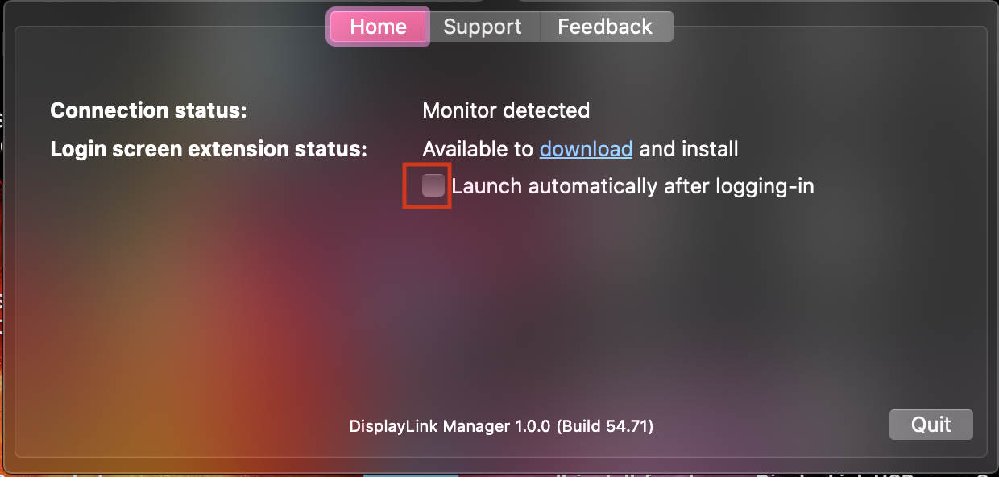 Home Support Feedback
Connection status: Monitor detected
Login screen extension status: Available to download and install
Launch automatically after logging-in
DisplayLink Manager 1.0.0 (Build 54.71)
Quit